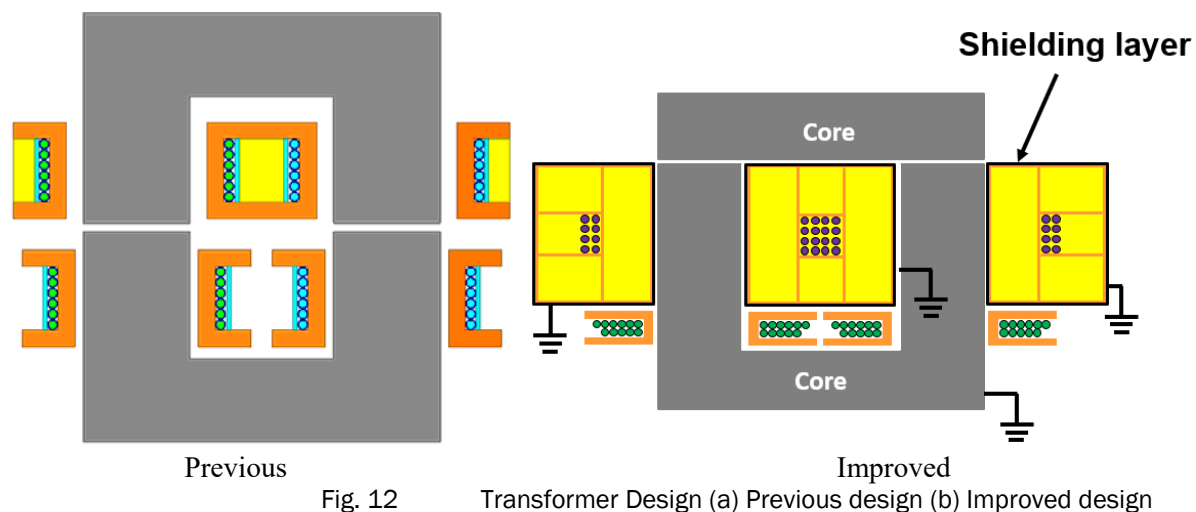 Shielding layer
Core
Core
Previous
Improved
Fig. 12 Transformer Design (a) Previous design (b) Improved design